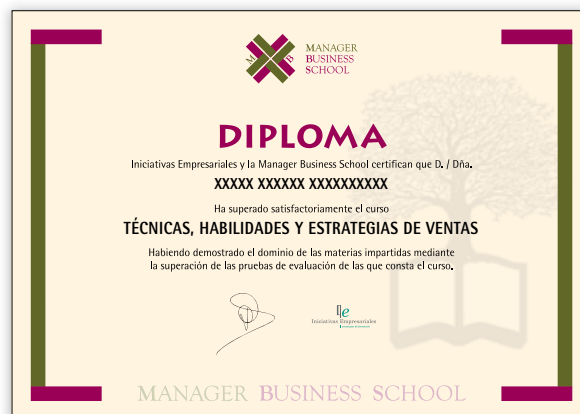 M B
MANAGER
BUSINESS
SCHOOL
DIPLOMA
Iniciativas Empresariales y la Manager Business School certifican que D. / Dña.
XXXXX XXXXXX XXXXXXXXXX
Ha superado satisfactoriamente el curso
TÉCNICAS, HABILIDADES Y ESTRATEGIAS DE VENTAS
Habiendo demostrado el dominio de las materias impartidas mediante
la superación de las pruebas de evaluación de las que consta el curso.
Iniciativas Empresariales
MANAGER BUSINESS SCHOOL